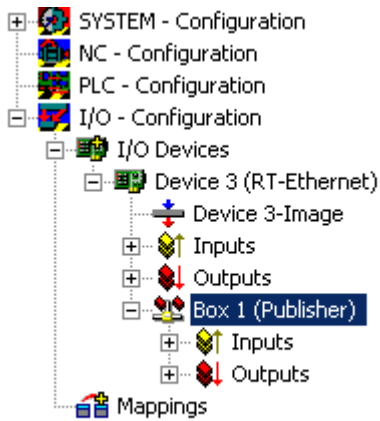 SYSTEM - Configuration
NC - Configuration
PLC - Configuration
I/O - Configuration
I/O Devices
Device 3 (RT-Ethernet)
Device 3-Image
Inputs
Outputs
Box 1 (Publisher)
Inputs
Outputs
Mappings